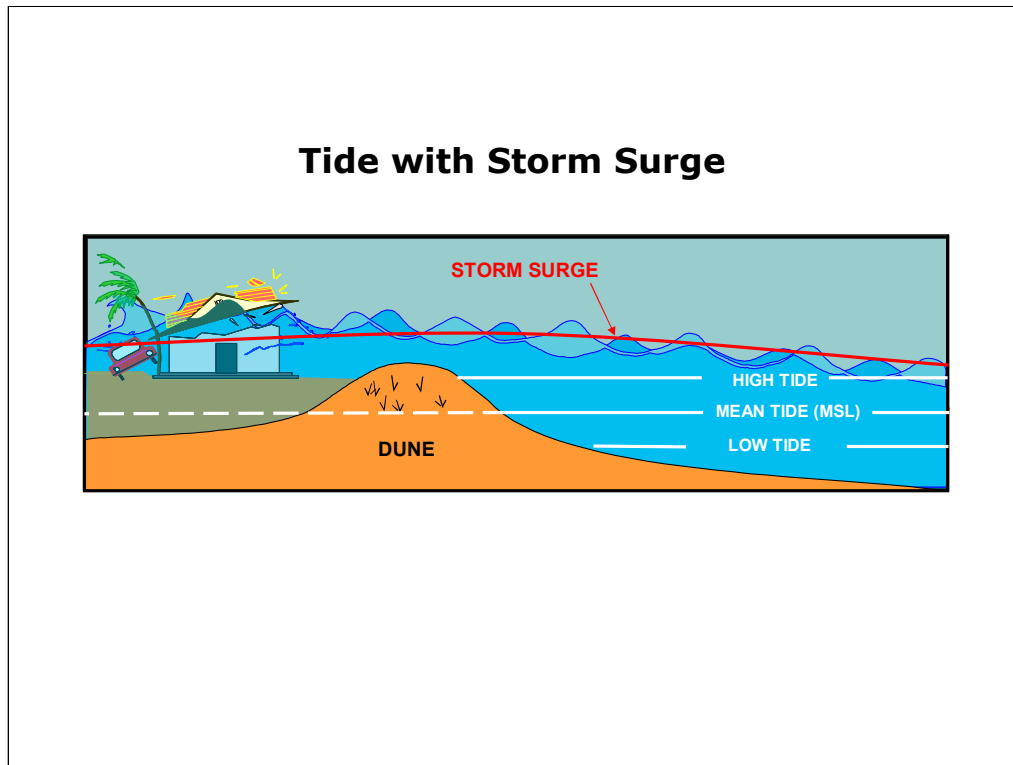 Tide with Storm Surge
STORM SURGE
HIGH TIDE
MEAN TIDE (MSL)
LOW TIDE
DUNE